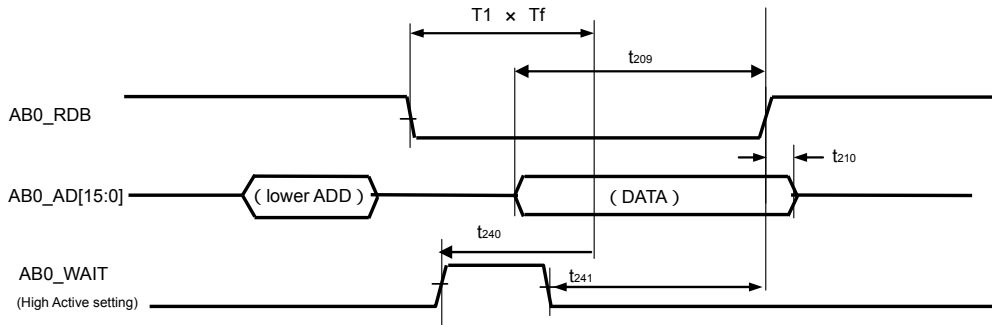 T1 × Tf
t209
AB0_RDB
t210
AB0_AD[15:0]
( lower ADD )
( DATA )
t240
AB0_WAIT
t241
(High Active setting)